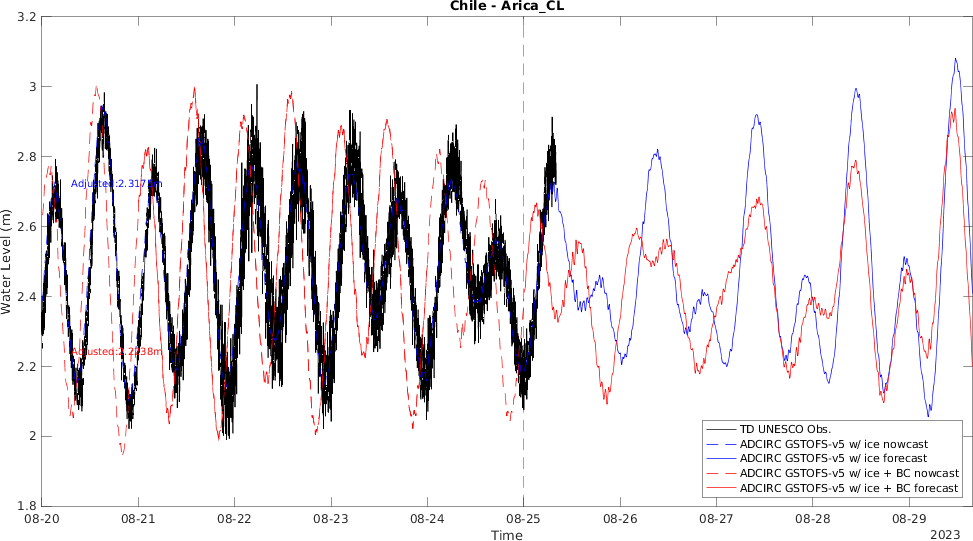 Chile - Arica_CL
3.2
3
2.8
2.6
2.4
2.2
2
1.8
Water Level (m)
Adjusted:2.317 m
Adjusted:2.2238m
TD UNESCO Obs.
ADCIRC GSTOFS-v5 w/ ice nowcast
ADCIRC GSTOFS-v5 w/ ice forecast
ADCIRC GSTOFS-v5 w/ ice + BC nowcast
ADCIRC GSTOFS-v5 w/ ice + BC forecast
08-20 08-21 08-22 08-23 08-24 08-25 08-26 08-27 08-28 08-29
Time
2023